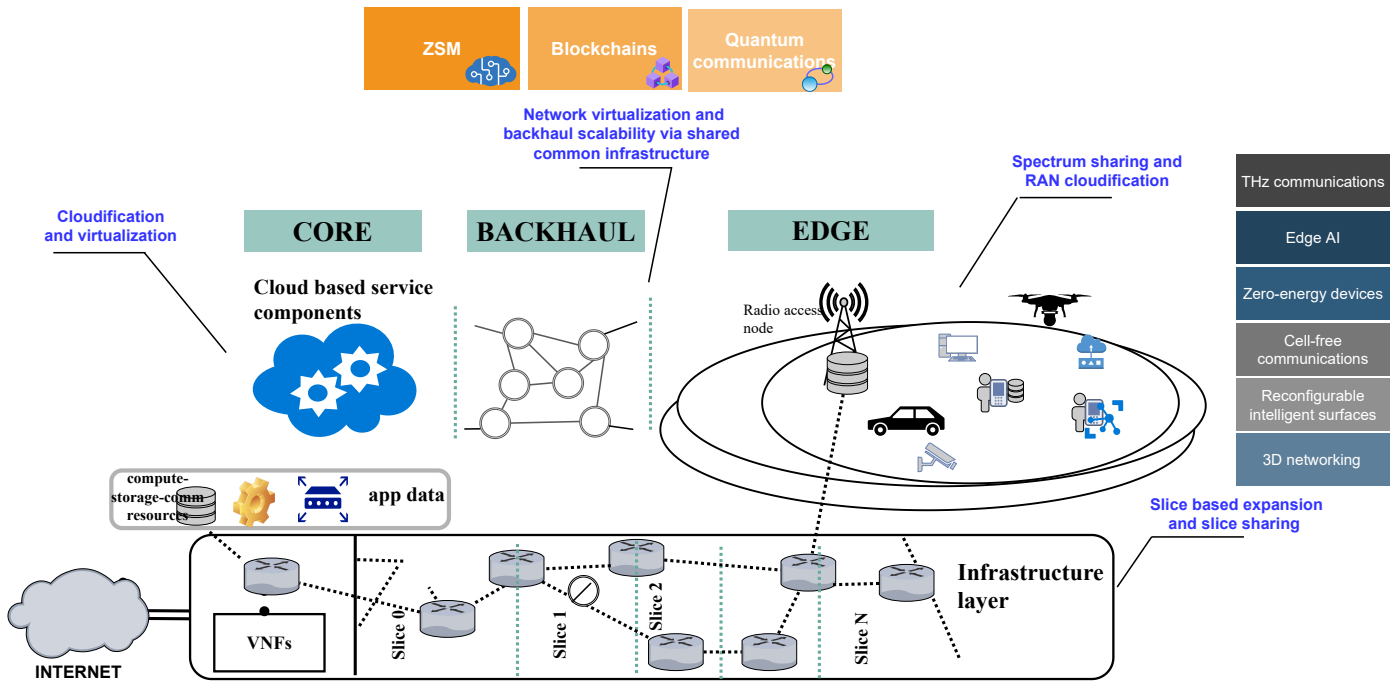 ZSM
Blockchains
Quantum
communications
Network virtualization and
backhaul scalability via shared
common infrastructure
Spectrum sharing and
RAN cloudification
Cloudification
and virtualization
CORE
BACKHAUL
EDGE
THz communications
Edge AI
Zero-energy devices
Cell-free
communications
Reconfigurable
intelligent surfaces
3D networking
Cloud based service
components
Radio access
node
compute-
storage-comm
resources
app data
Slice based expansion
and slice sharing
Infrastructure
layer
Slice 0
Slice 1
Slice 2
Slice N
VNFs
INTERNET